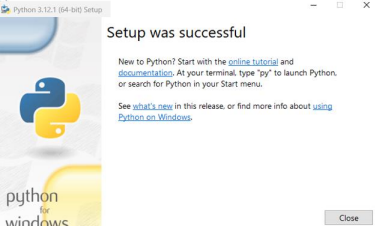 Python 3.12.1 (64-bit) Setup
Setup was successful
New to Python? Start with the online tutorial and
documentation. At your terminal, type "py" to launch Python,
or search for Python in your Start menu.
See what's new in this release, or find more info about using
Python on Windows.
python
for
windows
Close